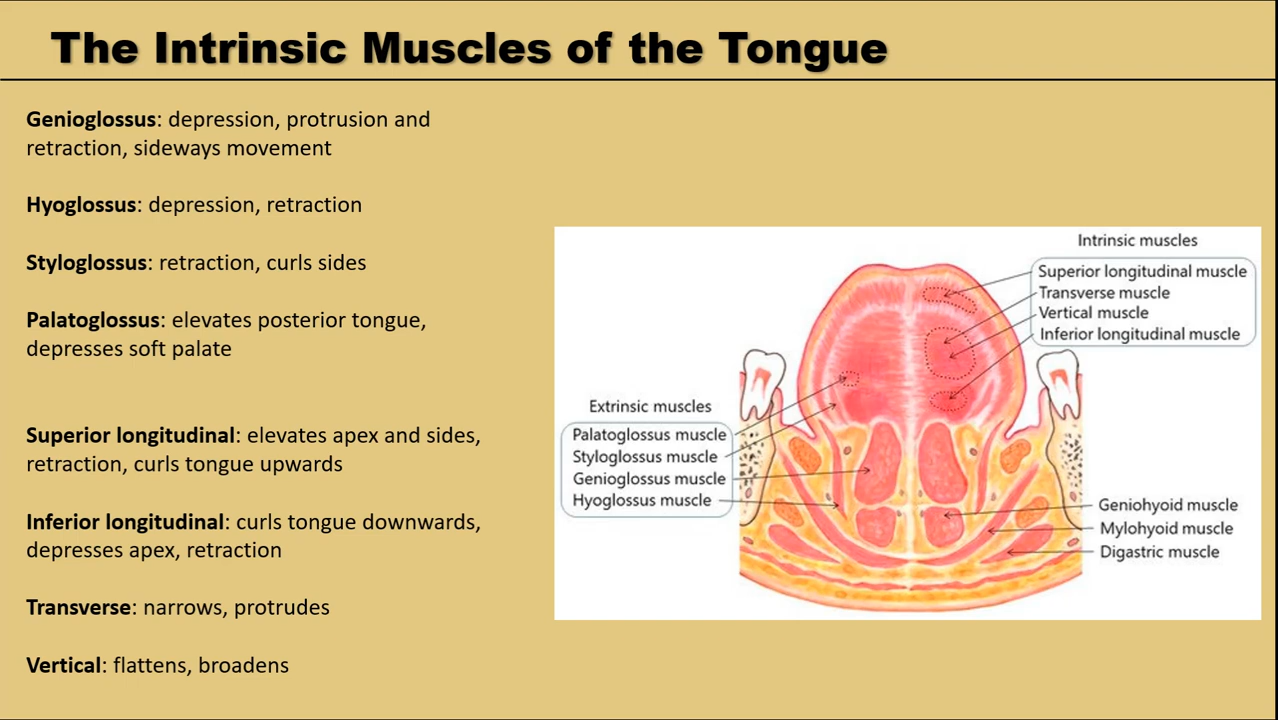 The Intrinsic Muscles of the Tongue
Genioglossus: depression, protrusion and
retraction, sideways movement
Hyoglossus: depression, retraction
Styloglossus: retraction, curls sides
Palatoglossus: elevates posterior tongue,
depresses soft palate
Superior longitudinal: elevates apex and sides,
retraction, curls tongue upwards
Inferior longitudinal: curls tongue downwards,
depresses apex, retraction
Transverse: narrows, protrudes
Vertical: flattens, broadens
Intrinsic muscles
Superior longitudinal muscle
Transverse muscle
Vertical muscle
Inferior longitudinal muscle
Extrinsic muscles
Palatoglossus muscle
Styloglossus muscle
Genioglossus muscle
Hyoglossus muscle
Geniohyoid muscle
Mylohyoid muscle
Digastric muscle